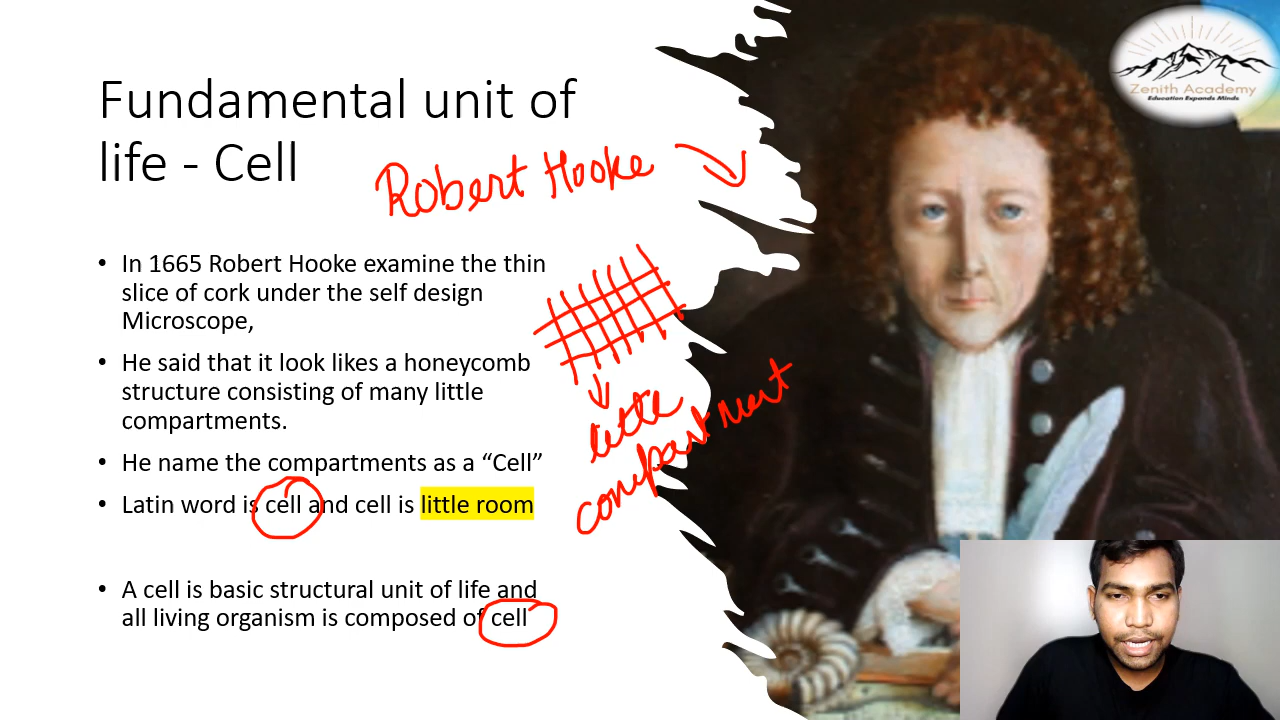 Fundamental unit of
life - Cell
Robert Hooke
• In 1665 Robert Hooke examine the thin
slice of cork under the self design
Microscope,
• He said that it look likes a honeycomb
structure consisting of many little
compartments.
• He name the compartments as a “Cell”
• Latin word is cell and cell is little room
• A cell is basic structural unit of life and
all living organism is composed of cell
little
compartment
Zenith Academy
Education Expands Minds